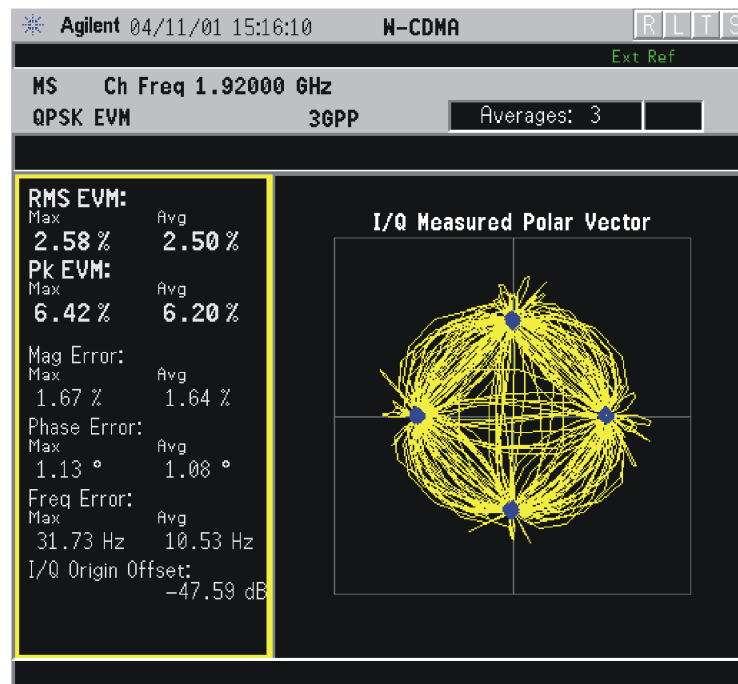 Agilent 04/11/01 15:16:10 W-CDMA R L T S
Ext Ref
MS Ch Freq 1.92000 GHz
QPSK EVM 3GPP Averages: 3
RMS EVM:
Max Avg
2.58 % 2.50 %
Pk EVM:
Max Avg
6.42 % 6.20 %
Mag Error:
Max Avg
1.67 % 1.64 %
Phase Error:
Max Avg
1.13 ° 1.08 °
Freq Error:
Max Avg
31.73 Hz 10.53 Hz
I/Q Origin Offset:
-47.59 dB
I/Q Measured Polar Vector